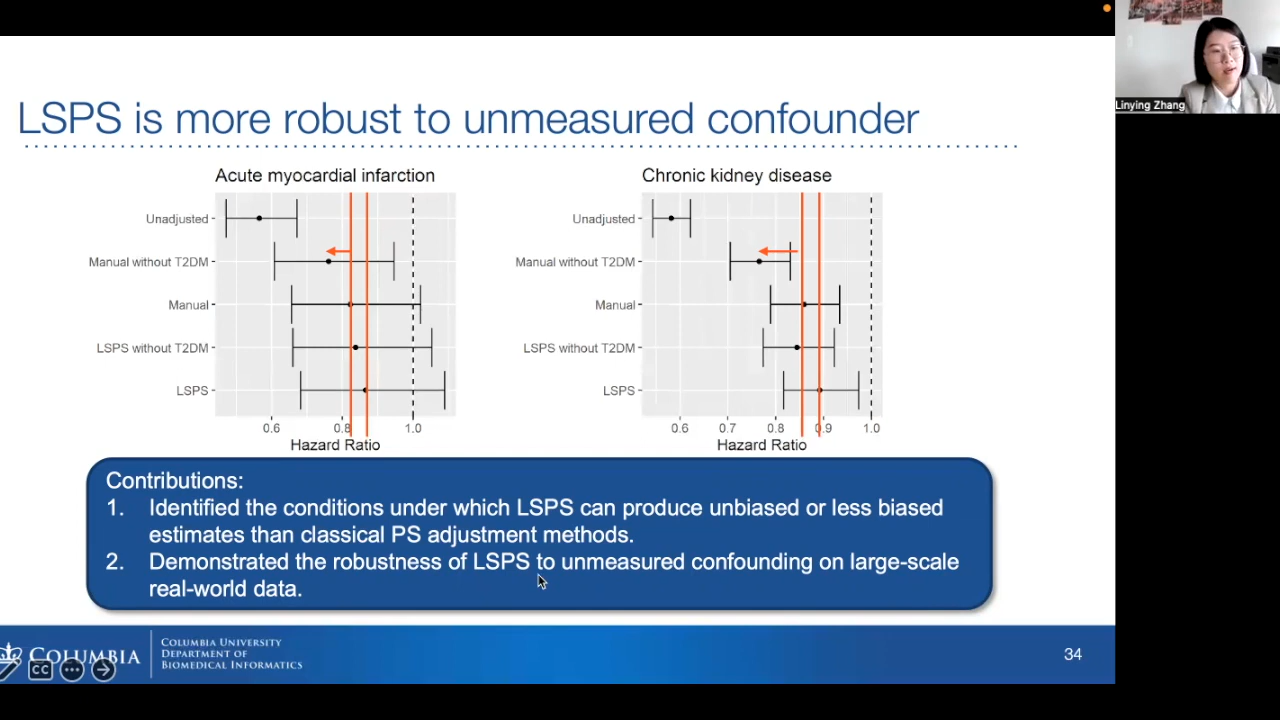 Linying Zhang
LSPS is more robust to unmeasured confounder
Acute myocardial infarction
Unadjusted
Manual without T2DM
Manual
LSPS without T2DM
LSPS
0.6
0.8
1.0
Hazard Ratio
Chronic kidney disease
Unadjusted
Manual without T2DM
Manual
LSPS without T2DM
LSPS
0.6
0.7
0.8
0.9
1.0
Hazard Ratio
Contributions:
1. Identified the conditions under which LSPS can produce unbiased or less biased
estimates than classical PS adjustment methods.
2. Demonstrated the robustness of LSPS to unmeasured confounding on large-scale
real-world data.
COLUMBIA
COLUMBIA UNIVERSITY
DEPARTMENT OF
BIOMEDICAL INFORMATICS
CC
34